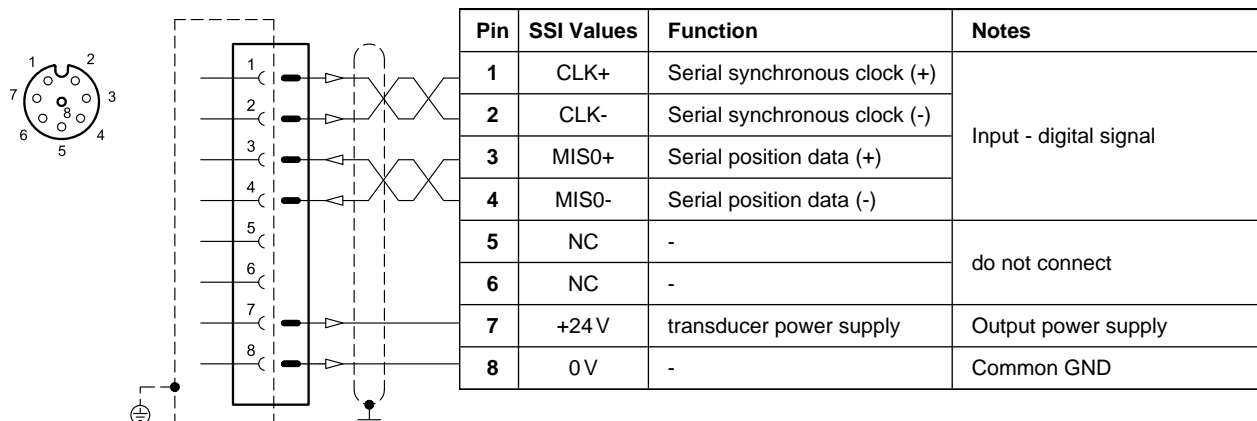 1
2
7
3
8
6
4
5
1
2
3
4
5
6
7
8
Pin SSI Values Function Notes
1 CLK+ Serial synchronous clock (+)
2 CLK- Serial synchronous clock (-)
Input - digital signal
3 MIS0+ Serial position data (+)
4 MIS0- Serial position data (-)
5 NC -
do not connect
6 NC -
7 +24 V transducer power supply Output power supply
8 0 V - Common GND